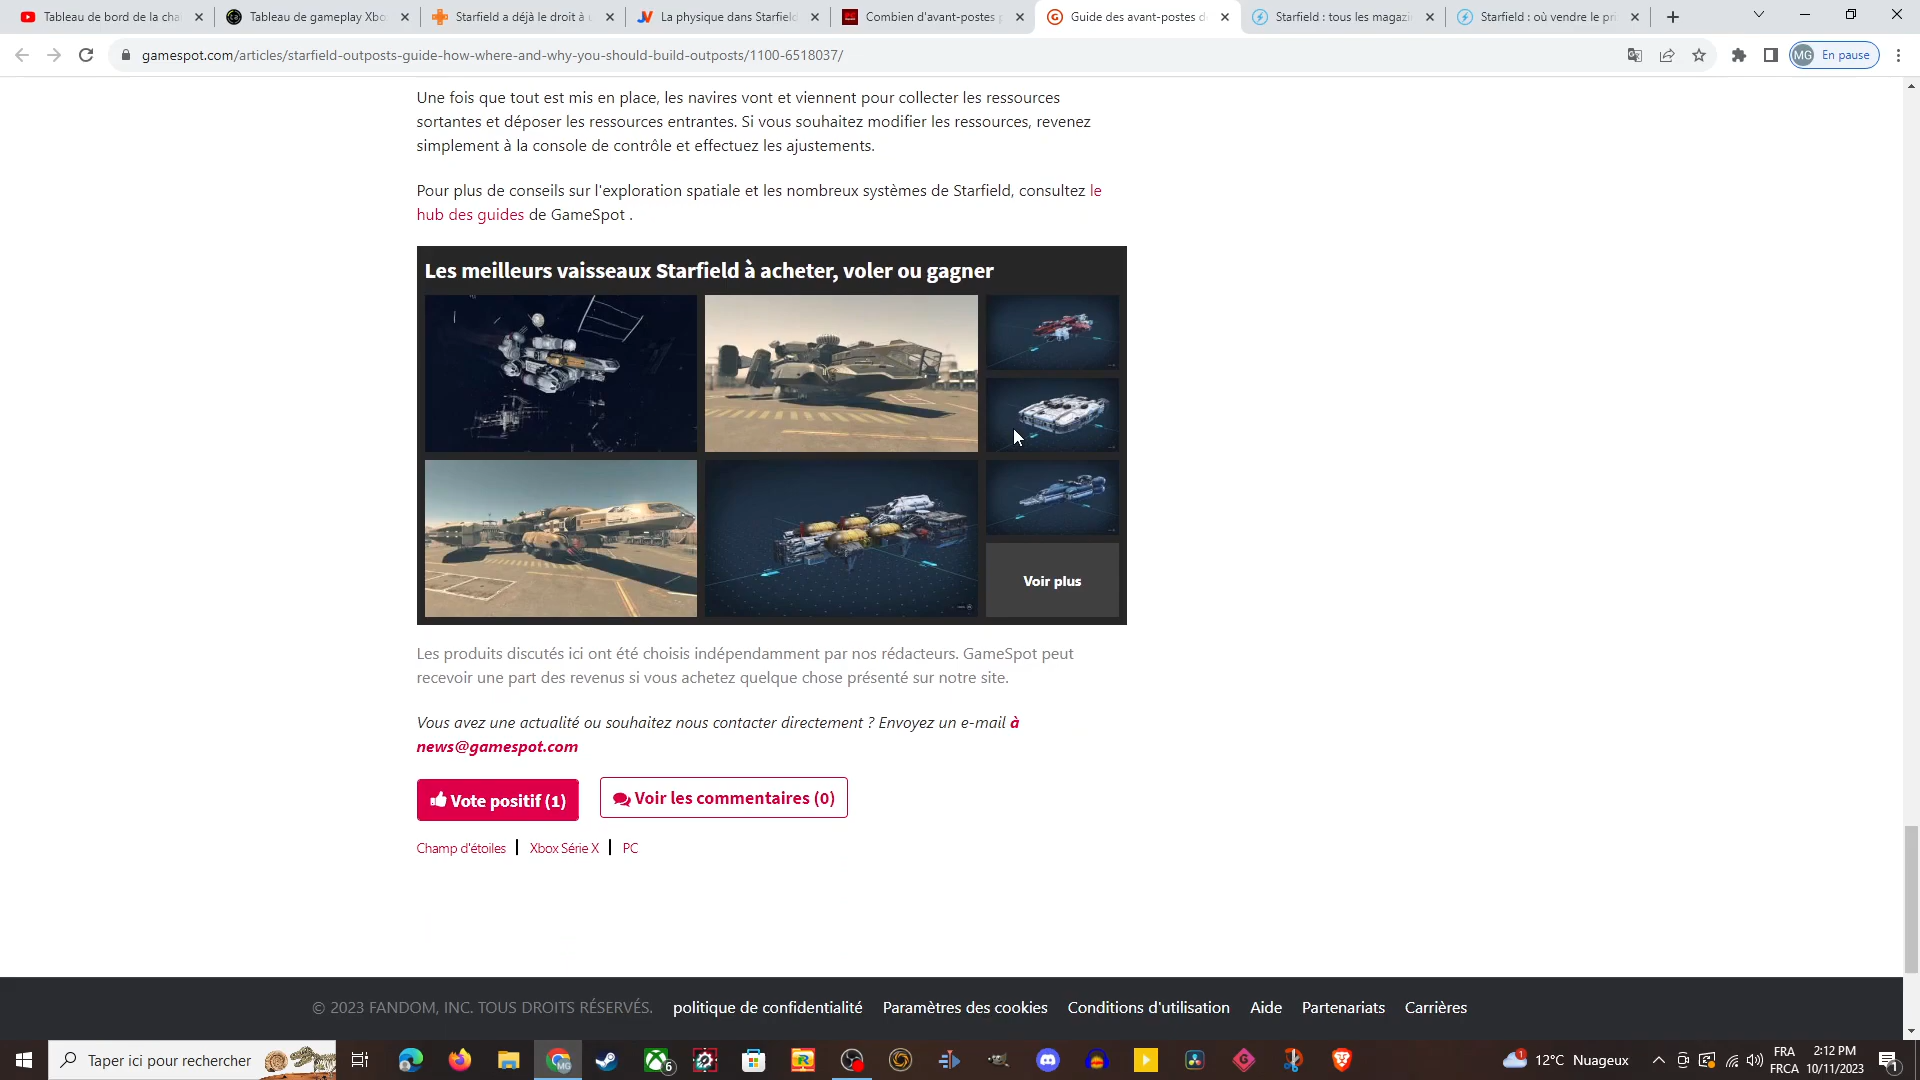 Tableau de bord de la cha
Tableau de gameplay Xbo
Starfield a déjà le droit à
La physique dans Starfield
Combien d'avant-postes p
Guide des avant-postes d
Starfield : tous les magazi
Starfield : où vendre le pri
gamespot.com/articles/starfield-outposts-guide-how-where-and-why-you-should-build-outposts/1100-6518037/
MG En pause
Une fois que tout est mis en place, les navires vont et viennent pour collecter les ressources
sortantes et déposer les ressources entrantes. Si vous souhaitez modifier les ressources, revenez
simplement à la console de contrôle et effectuez les ajustements.
Pour plus de conseils sur l'exploration spatiale et les nombreux systèmes de Starfield, consultez le
hub des guides de GameSpot .
Les meilleurs vaisseaux Starfield à acheter, voler ou gagner
Voir plus
Les produits discutés ici ont été choisis indépendamment par nos rédacteurs. GameSpot peut
recevoir une part des revenus si vous achetez quelque chose présenté sur notre site.
Vous avez une actualité ou souhaitez nous contacter directement ? Envoyez un e-mail à
news@gamespot.com
Vote positif (1)
Voir les commentaires (0)
Champ d'étoiles | Xbox Série X | PC
© 2023 FANDOM, INC. TOUS DROITS RÉSERVÉS. politique de confidentialité Paramètres des cookies Conditions d'utilisation Aide Partenariats Carrières
Taper ici pour rechercher
MG
6
1
12°C Nuageux
FRA
FRCA
2:12 PM
10/11/2023
1